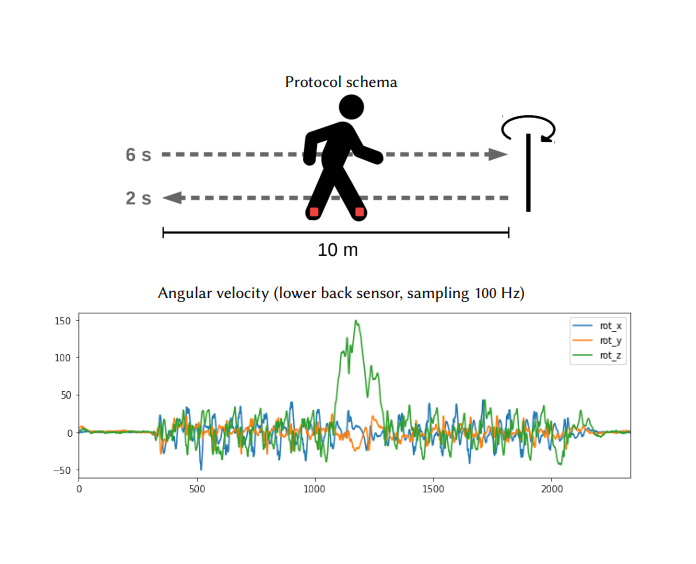 Protocol schema
6 s
2 s
10 m
Angular velocity (lower back sensor, sampling 100 Hz)
150
100
50
0
−50
rot_x
rot_y
rot_z
0 500 1000 1500 2000